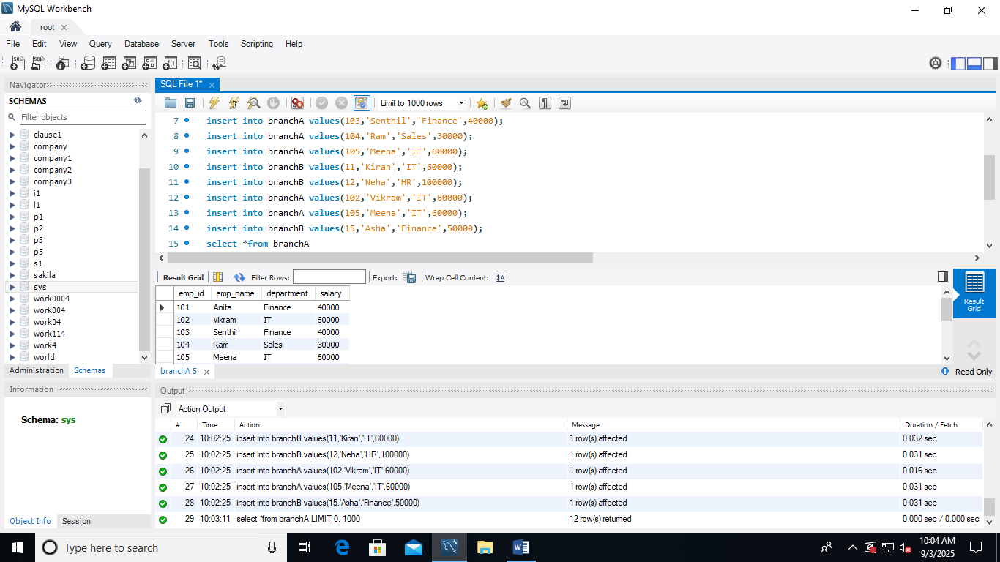 MySQL Workbench
root
File Edit View Query Database Server Tools Scripting Help
Navigator
SCHEMAS
Filter objects
clause1
company
company1
company2
company3
i1
l1
p1
p2
p3
p5
s1
sakila
sys
work0004
work004
work04
work114
work4
world
Administration Schemas
Information
Schema: sys
Object Info Session
SQL File 1*
Limit to 1000 rows
7 insert into branchA values(103,'Senthil','Finance',40000);
8 insert into branchA values(104,'Ram','Sales',30000);
9 insert into branchA values(105,'Meena','IT',60000);
10 insert into branchB values(11,'Kiran','IT',60000);
11 insert into branchB values(12,'Neha','HR',100000);
12 insert into branchA values(102,'Vikram','IT',60000);
13 insert into branchA values(105,'Meena','IT',60000);
14 insert into branchB values(15,'Asha','Finance',50000);
15 select *from branchA
Result Grid Filter Rows: Export: Wrap Cell Content:
emp_id emp_name department salary
101 Anita Finance 40000
102 Vikram IT 60000
103 Senthil Finance 40000
104 Ram Sales 30000
105 Meena IT 60000
Result
Grid
branchA 5
Read Only
Output
Action Output
# Time Action Message Duration / Fetch
24 10:02:25 insert into branchB values(11,'Kiran','IT',60000) 1 row(s) affected 0.032 sec
25 10:02:25 insert into branchB values(12,'Neha','HR',100000) 1 row(s) affected 0.031 sec
26 10:02:25 insert into branchA values(102,'Vikram','IT',60000) 1 row(s) affected 0.016 sec
27 10:02:25 insert into branchA values(105,'Meena','IT',60000) 1 row(s) affected 0.031 sec
28 10:02:25 insert into branchB values(15,'Asha','Finance',50000) 1 row(s) affected 0.031 sec
29 10:03:11 select *from branchA LIMIT 0, 1000 12 row(s) returned 0.000 sec / 0.000 sec
Type here to search
10:04 AM
9/3/2025